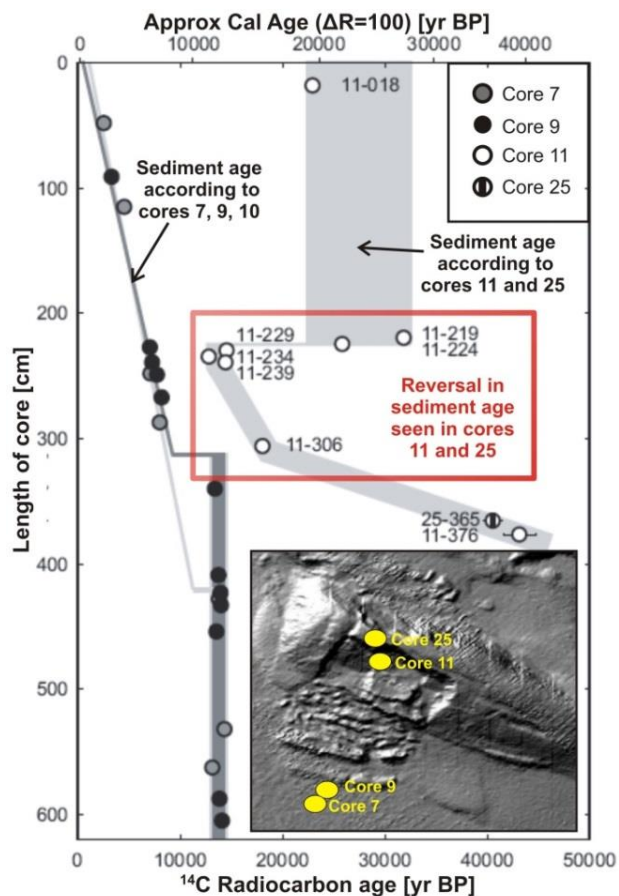 Approx Cal Age (ΔR=100) [yr BP]
0 10000 20000 30000 40000
0
100
200
300
400
500
600
Length of core [cm]
11-018
Core 7
Core 9
Core 11
Core 25
Sediment age
according to
cores 7, 9, 10
Sediment age
according to
cores 11 and 25
11-229
11-234
11-239
11-219
11-224
11-306
Reversal in
sediment age
seen in cores
11 and 25
25-365
11-376
Core 25
Core 11
Core 9
Core 7
0 10000 20000 30000 40000 50000
¹⁴C Radiocarbon age [yr BP]